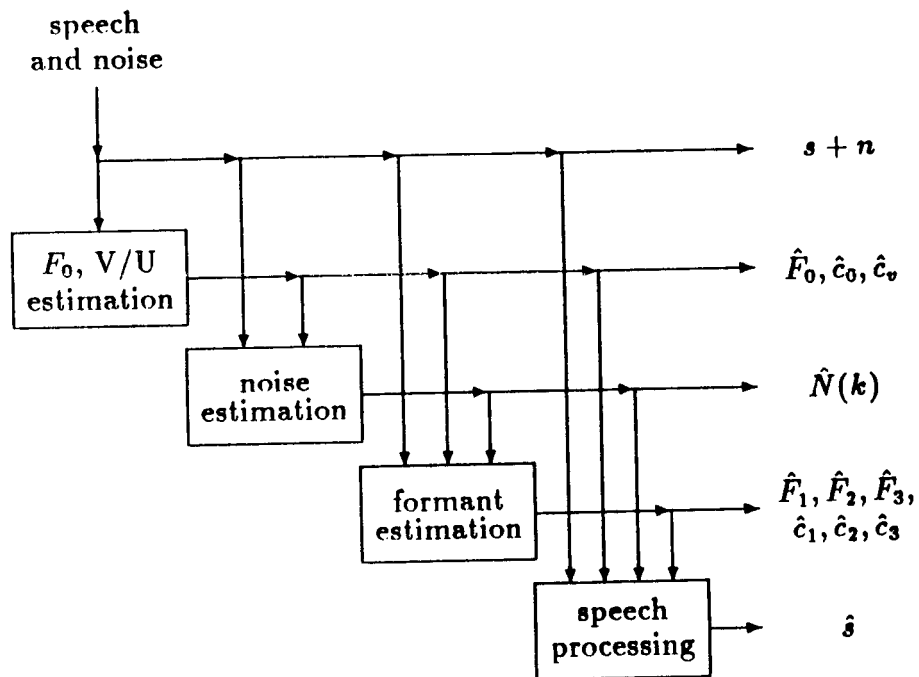 speech
and noise
s + n
F₀, V/U
estimation
F̂₀, ĉ₀, ĉᵥ
noise
estimation
N̂(k)
formant
estimation
F̂₁, F̂₂, F̂₃,
ĉ₁, ĉ₂, ĉ₃
speech
processing
ŝ